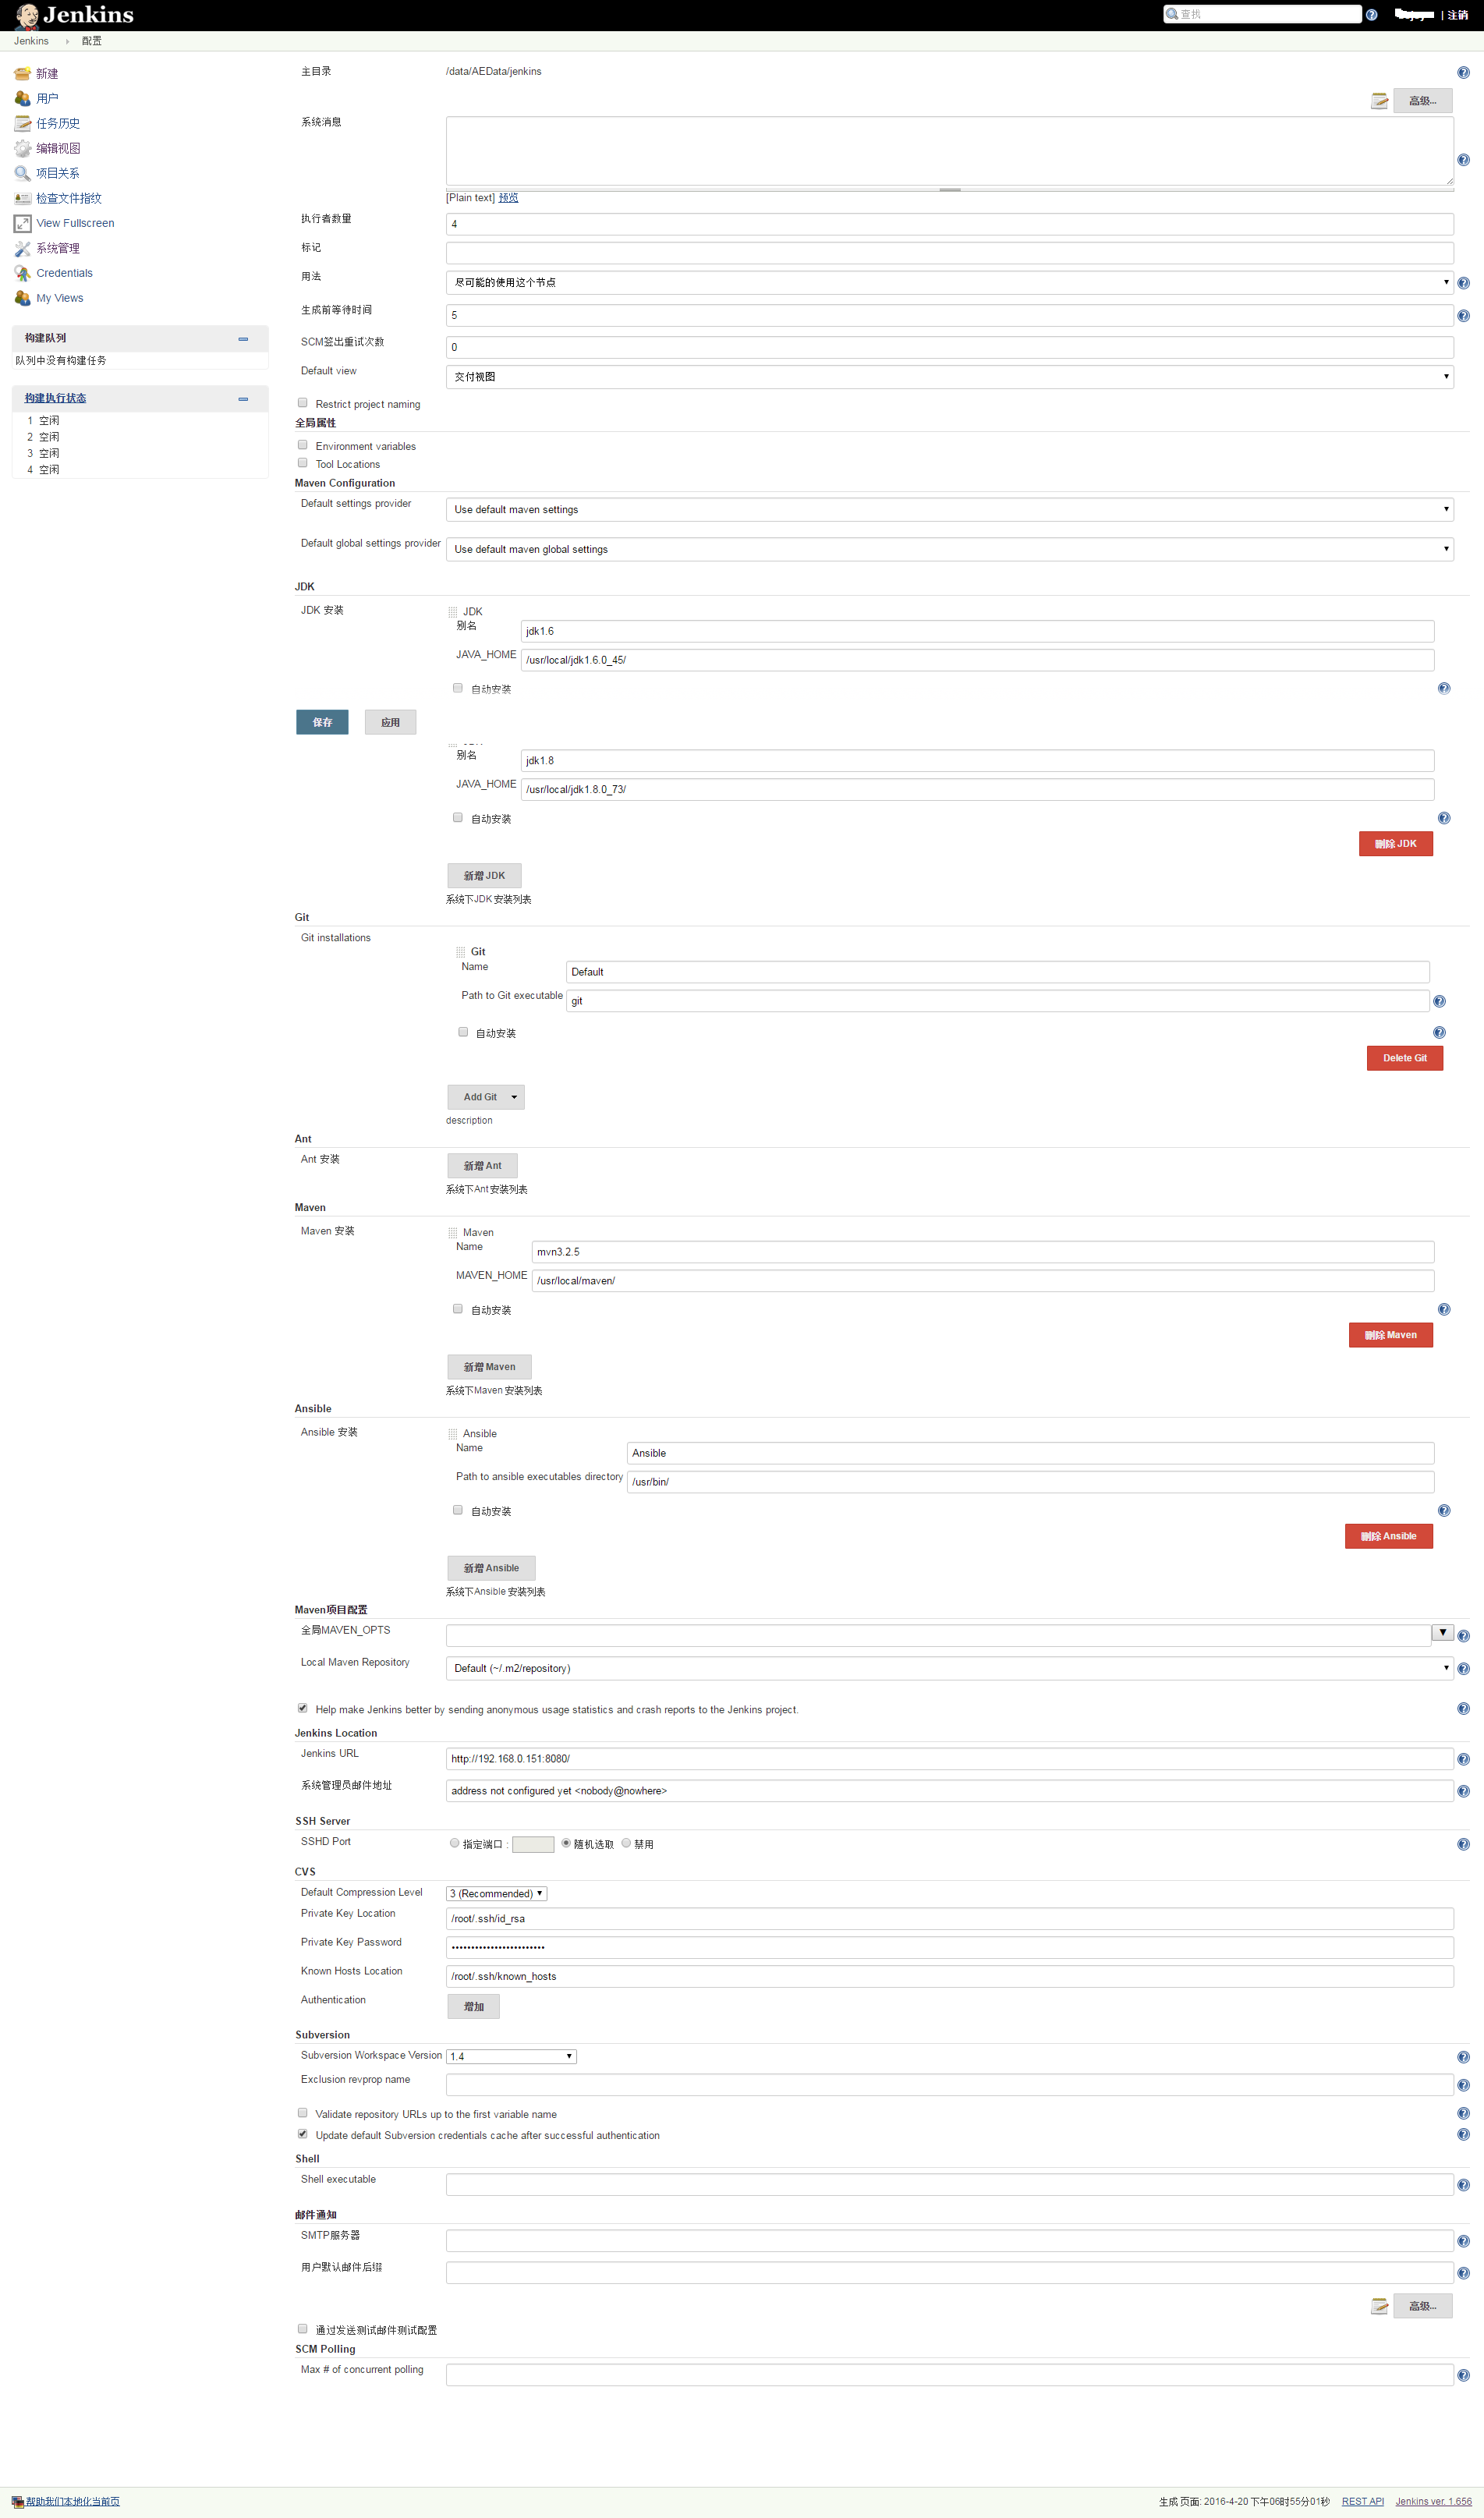 Jenkins
查找
| 注销
Jenkins 配置
新建
用户
任务历史
编辑视图
项目关系
检查文件指纹
View Fullscreen
系统管理
Credentials
My Views
构建队列
队列中没有构建任务
构建执行状态
1 空闲
2 空闲
3 空闲
4 空闲
主目录 /data/AEData/jenkins
高级...
系统消息
[Plain text] 预览
执行者数量 4
标记
用法 尽可能的使用这个节点
生成前等待时间 5
SCM签出重试次数 0
Default view 交付视图
Restrict project naming
全局属性
Environment variables
Tool Locations
Maven Configuration
Default settings provider Use default maven settings
Default global settings provider Use default maven global settings
JDK
JDK 安装 JDK
别名 jdk1.6
JAVA_HOME /usr/local/jdk1.6.0_45/
自动安装
保存 应用
别名 jdk1.8
JAVA_HOME /usr/local/jdk1.8.0_73/
自动安装
删除 JDK
新增 JDK
系统下JDK 安装列表
Git
Git installations
Git
Name Default
Path to Git executable git
自动安装
Delete Git
Add Git
description
Ant
Ant 安装 新增 Ant
系统下Ant 安装列表
Maven
Maven 安装 Maven
Name mvn3.2.5
MAVEN_HOME /usr/local/maven/
自动安装
删除 Maven
新增 Maven
系统下Maven 安装列表
Ansible
Ansible 安装 Ansible
Name Ansible
Path to ansible executables directory /usr/bin/
自动安装
删除 Ansible
新增 Ansible
系统下Ansible 安装列表
Maven项目配置
全局MAVEN_OPTS
Local Maven Repository Default (~/.m2/repository)
Help make Jenkins better by sending anonymous usage statistics and crash reports to the Jenkins project.
Jenkins Location
Jenkins URL http://192.168.0.151:8080/
系统管理员邮件地址 address not configured yet <nobody@nowhere>
SSH Server
SSHD Port 指定端口 : 随机选取 禁用
CVS
Default Compression Level 3 (Recommended)
Private Key Location /root/.ssh/id_rsa
Private Key Password ••••••••••••••••••••••••
Known Hosts Location /root/.ssh/known_hosts
Authentication 增加
Subversion
Subversion Workspace Version 1.4
Exclusion revprop name
Validate repository URLs up to the first variable name
Update default Subversion credentials cache after successful authentication
Shell
Shell executable
邮件通知
SMTP服务器
用户默认邮件后缀
高级...
通过发送测试邮件测试配置
SCM Polling
Max # of concurrent polling
帮助我们本地化当前页
生成 页面: 2016-4-20 下午06时55分01秒 REST API Jenkins ver. 1.656